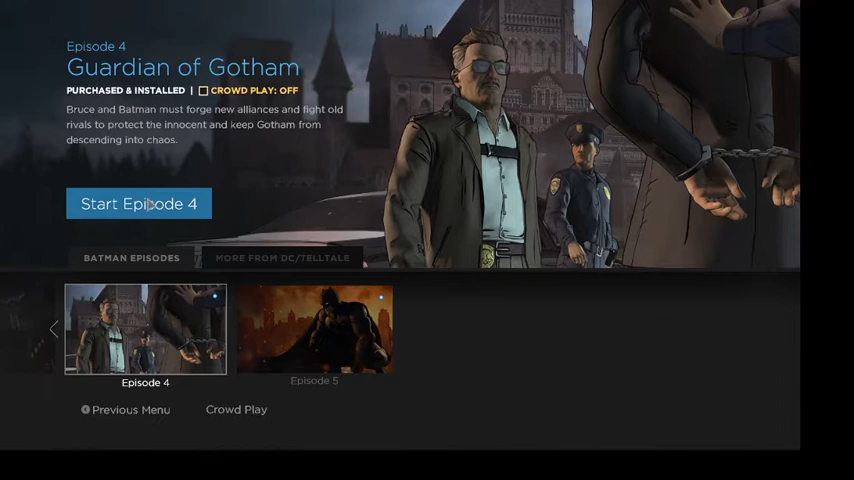 Episode 4
Guardian of Gotham
PURCHASED & INSTALLED | CROWD PLAY: OFF
Bruce and Batman must forge new alliances and fight old
rivals to protect the innocent and keep Gotham from
descending into chaos.
Start Episode 4
BATMAN EPISODES MORE FROM DC/TELLTALE
Episode 4 Episode 5
Previous Menu Crowd Play